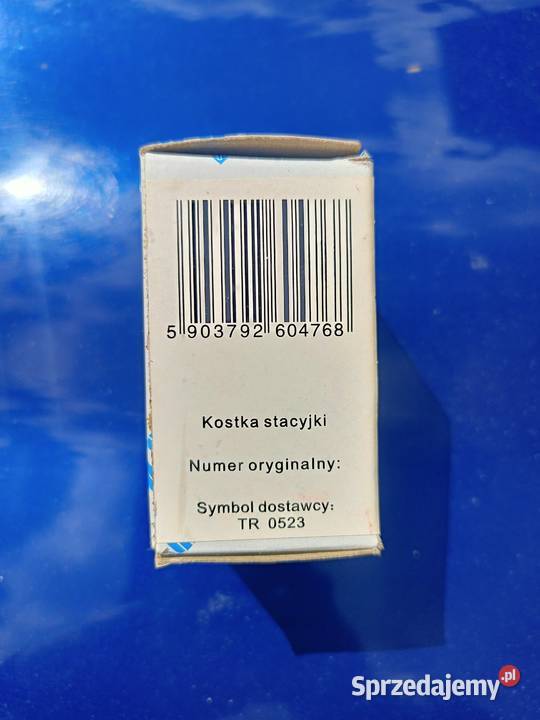 5 903792 604768
Kostka stacyjki
Numer oryginalny:
Symbol dostawcy:
TR 0523
Sprzedajemy.pl